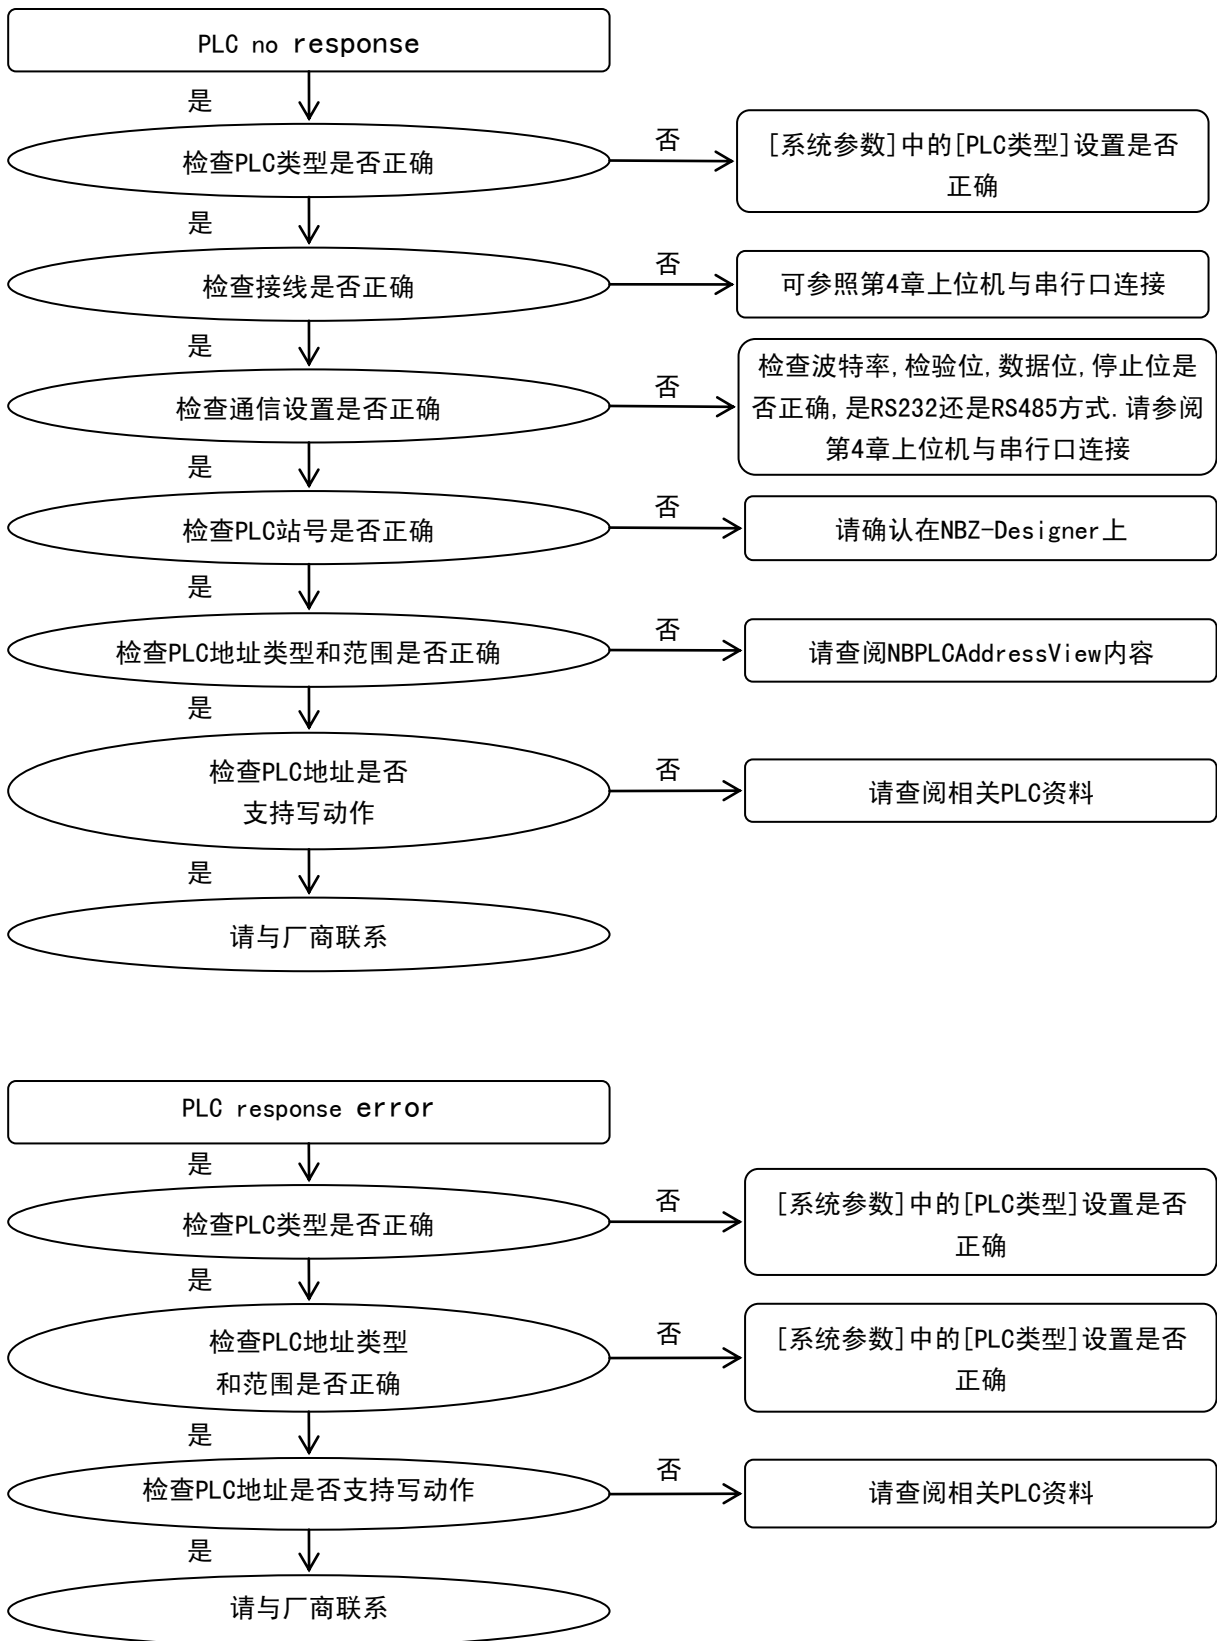 PLC no response
是
检查PLC类型是否正确
否
[系统参数]中的[PLC类型]设置是否
正确
是
检查接线是否正确
否
可参照第4章上位机与串行口连接
是
检查通信设置是否正确
否
检查波特率,检验位,数据位,停止位是
否正确,是RS232还是RS485方式.请参阅
第4章上位机与串行口连接
是
检查PLC站号是否正确
否
请确认在NBZ-Designer上
是
检查PLC地址类型和范围是否正确
否
请查阅NBPLCAddressView内容
是
检查PLC地址是否
支持写动作
否
请查阅相关PLC资料
是
请与厂商联系
PLC response error
是
检查PLC类型是否正确
否
[系统参数]中的[PLC类型]设置是否
正确
是
检查PLC地址类型
和范围是否正确
否
[系统参数]中的[PLC类型]设置是否
正确
是
检查PLC地址是否支持写动作
否
请查阅相关PLC资料
是
请与厂商联系